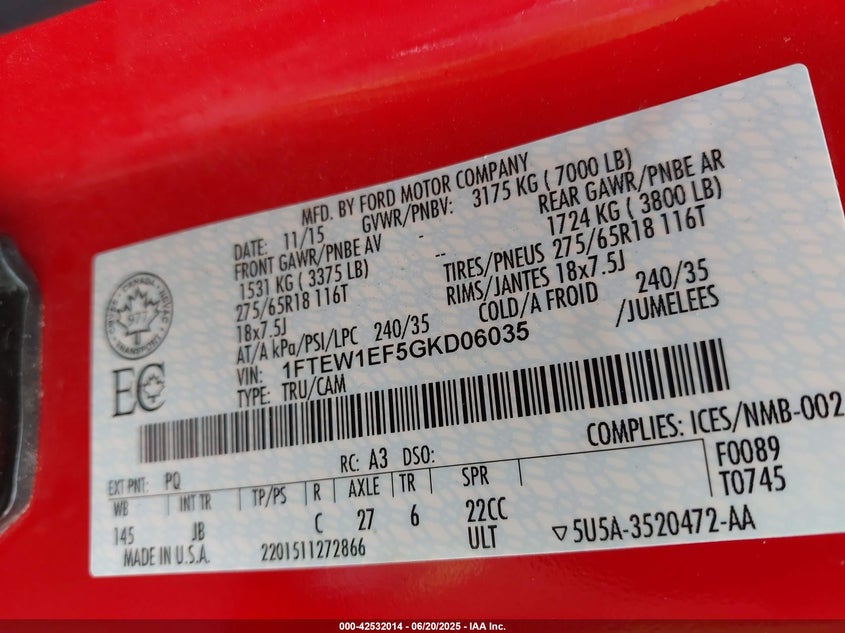 MFD. BY FORD MOTOR COMPANY
DATE: 11/15 GVWR/PNBV: 3175 KG ( 7000 LB)
FRONT GAWR/PNBE AV - REAR GAWR/PNBE AR
1531 KG ( 3375 LB) -- 1724 KG ( 3800 LB)
275/65R18 116T TIRES/PNEUS 275/65R18 116T
18x7.5J RIMS/JANTES 18x7.5J
AT/A kPa/PSI/LPC 240/35 COLD/A FROID 240/35
VIN: 1FTEW1EF5GKD06035 /JUMELEES
TYPE: TRU/CAM
CANADA
977
TRANSPORT
EC
COMPLIES: ICES/NMB-002
EXT PNT: PQ RC: A3 DSO: F0089
WB INT TR TP/PS R AXLE TR SPR T0745
145 JB C 27 6 22CC
ULT
MADE IN U.S.A. 2201511272866 5U5A-3520472-AA
000-42532014 - 06/20/2025 - IAA Inc.